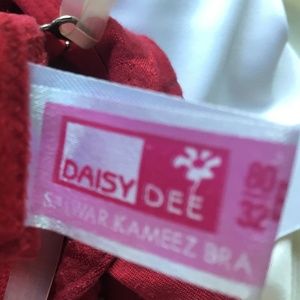 DAISY DEE
SALWAR KAMEEZ BRA
80
32